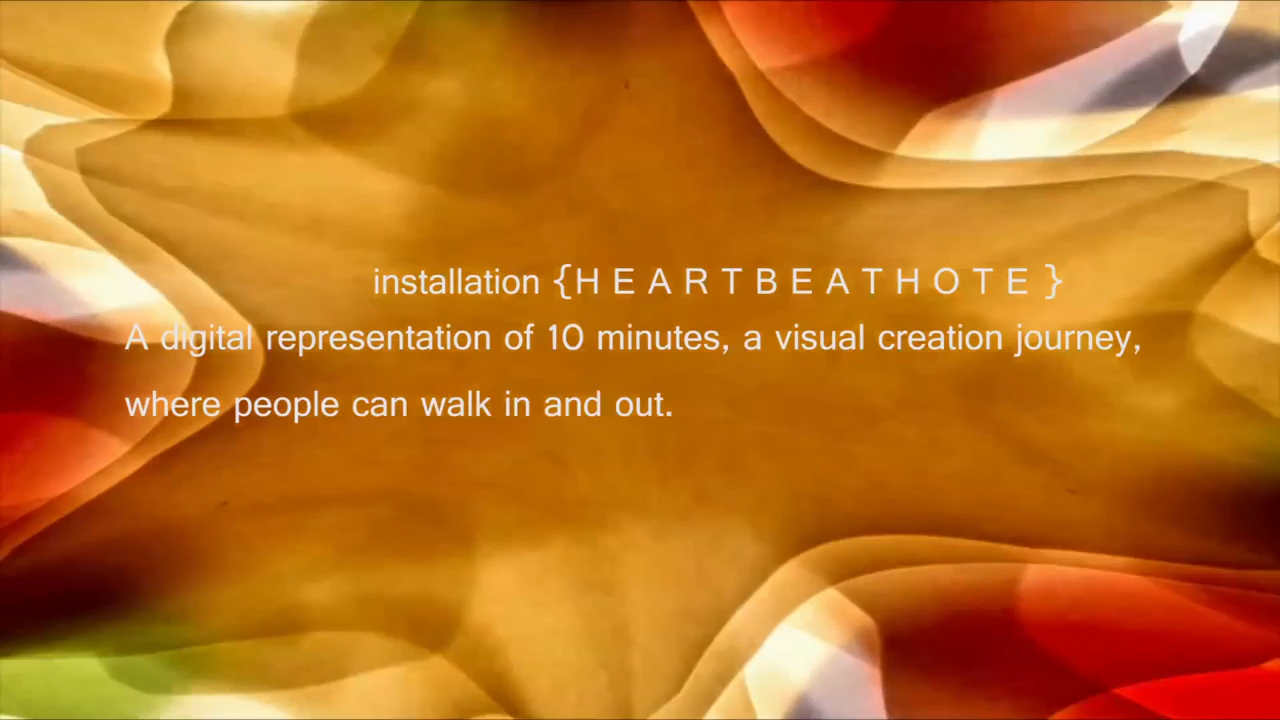 installation {H E A R T B E A T H O T E }
A digital representation of 10 minutes, a visual creation journey,
where people can walk in and out.